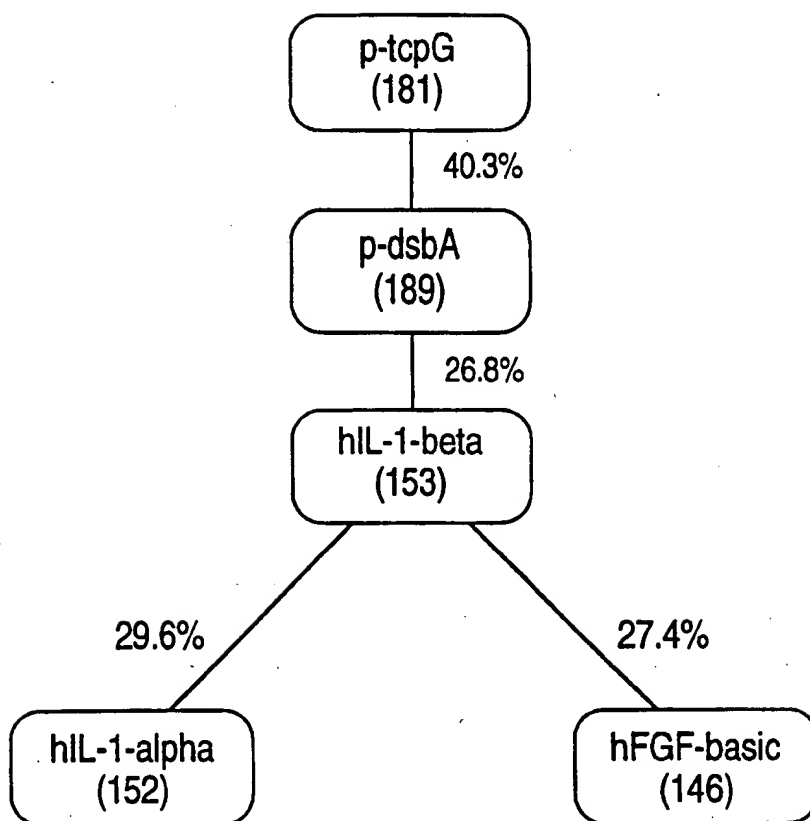 p-tcpG
(181)
40.3%
p-dsbA
(189)
26.8%
hIL-1-beta
(153)
29.6%
27.4%
hIL-1-alpha
(152)
hFGF-basic
(146)